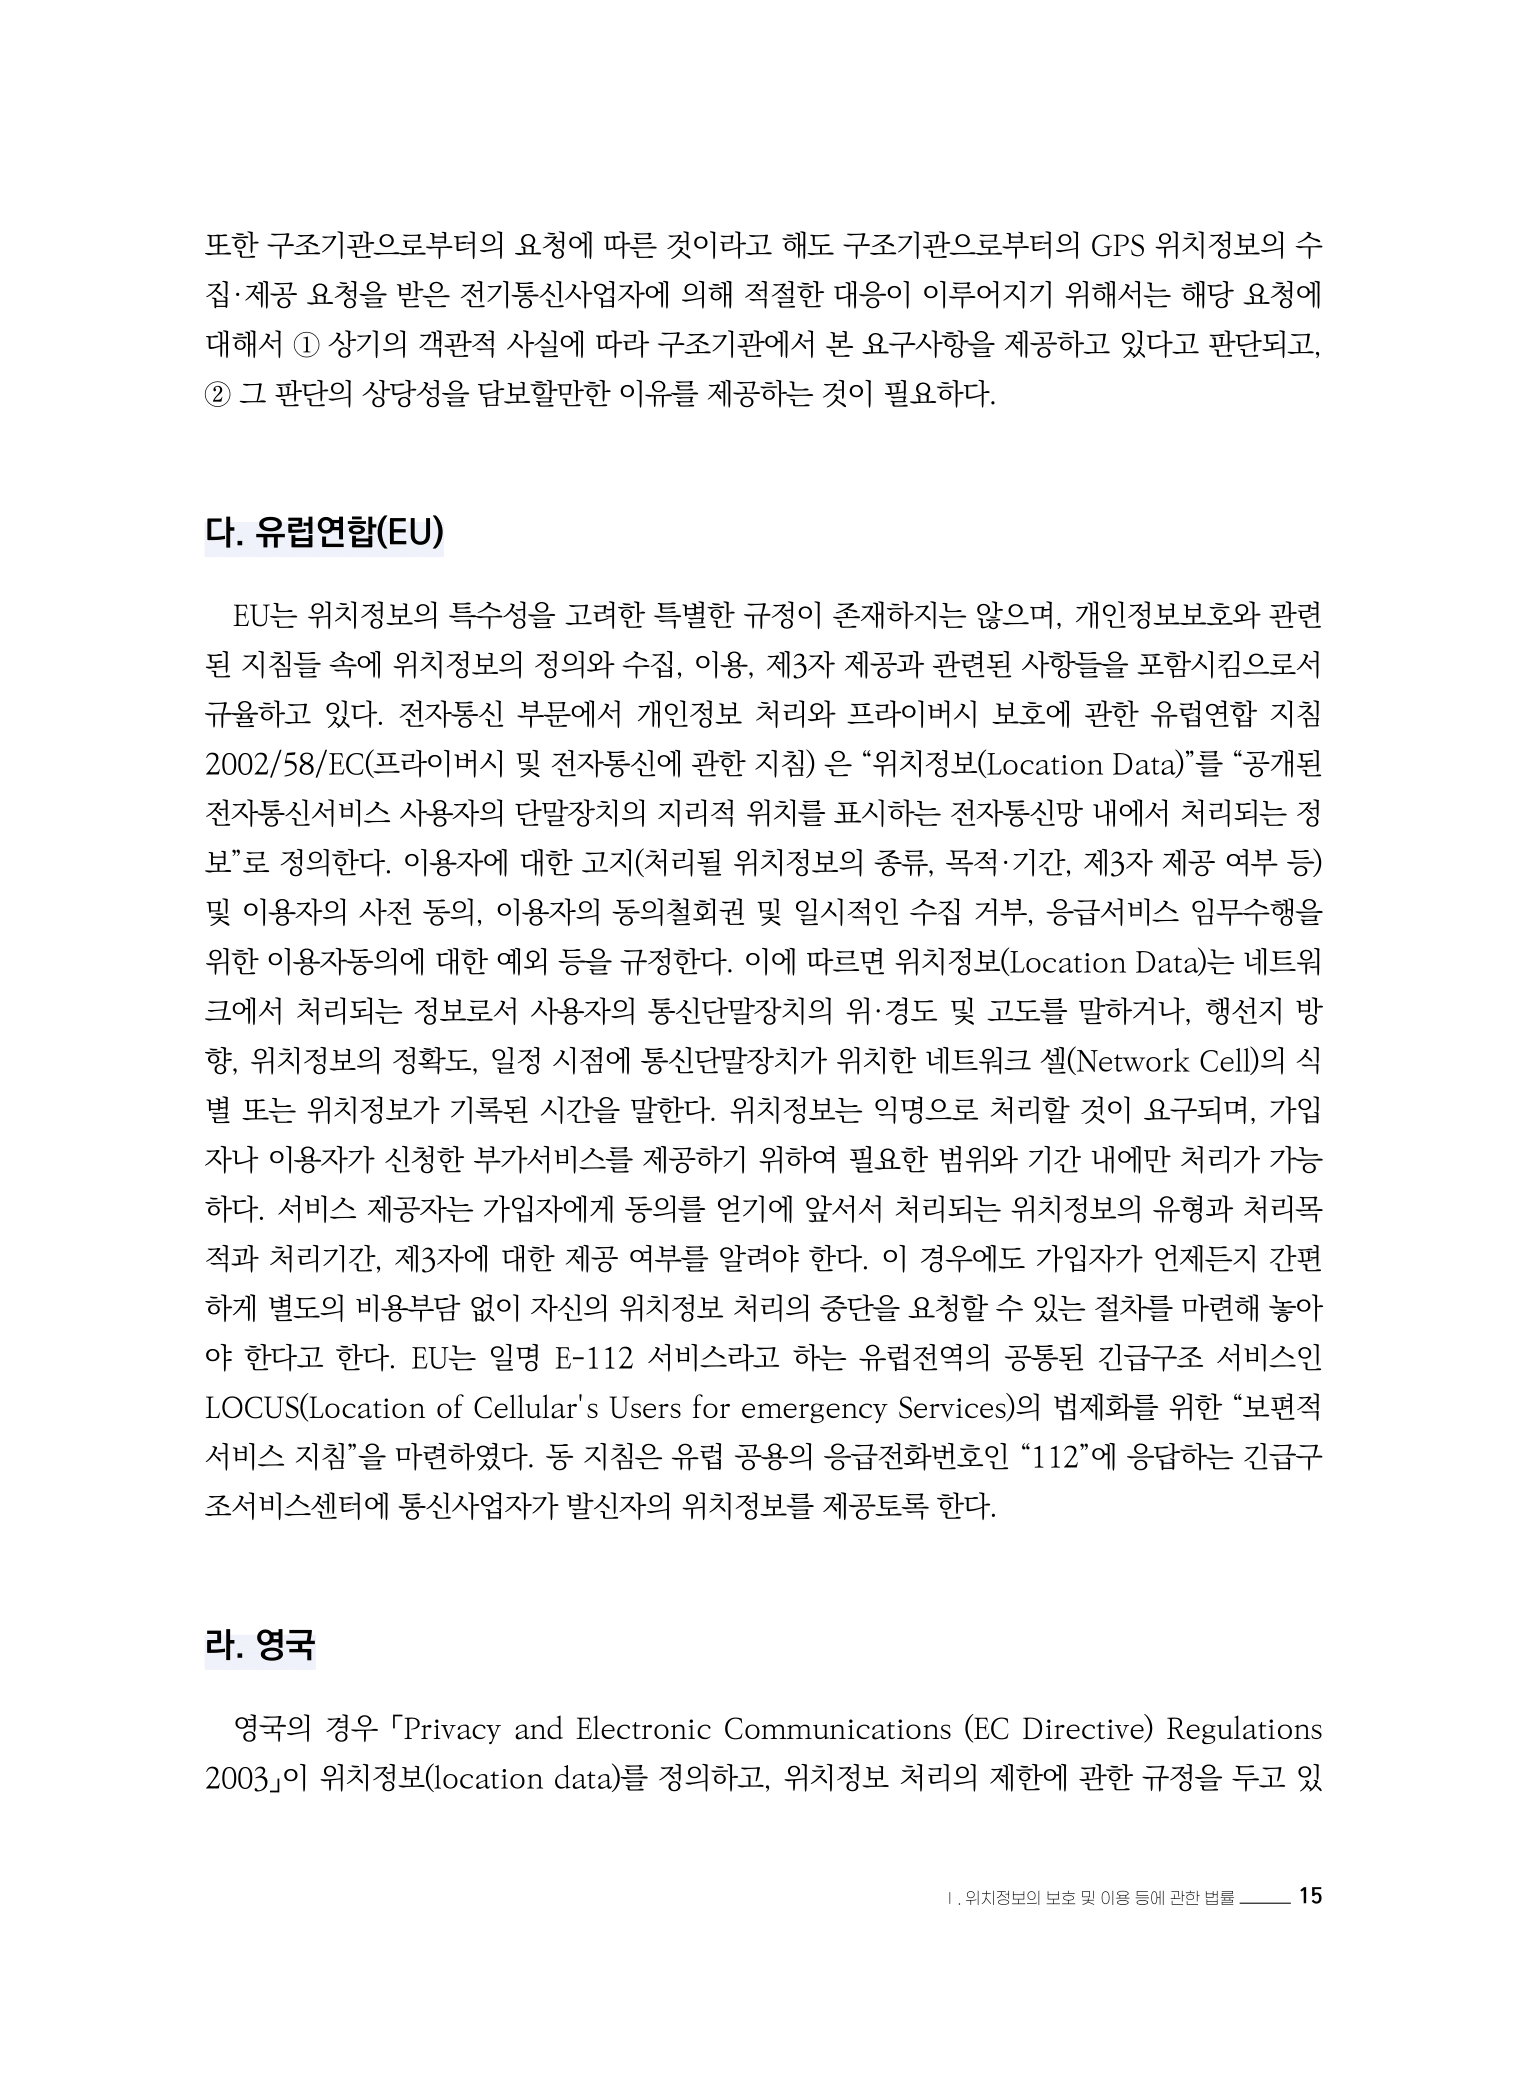 또한 구조기관으로부터의 요청에 따른 것이라고 해도 구조기관으로부터의 GPS 위치정보의 수
집·제공 요청을 받은 전기통신사업자에 의해 적절한 대응이 이루어지기 위해서는 해당 요청에
대해서 ① 상기의 객관적 사실에 따라 구조기관에서 본 요구사항을 제공하고 있다고 판단되고,
② 그 판단의 상당성을 담보할만한 이유를 제공하는 것이 필요하다.
다. 유럽연합(EU)
EU는 위치정보의 특수성을 고려한 특별한 규정이 존재하지는 않으며, 개인정보보호와 관련
된 지침들 속에 위치정보의 정의와 수집, 이용, 제3자 제공과 관련된 사항들을 포함시킴으로서
규율하고 있다. 전자통신 부문에서 개인정보 처리와 프라이버시 보호에 관한 유럽연합 지침
2002/58/EC(프라이버시 및 전자통신에 관한 지침) 은 “위치정보(Location Data)”를 “공개된
전자통신서비스 사용자의 단말장치의 지리적 위치를 표시하는 전자통신망 내에서 처리되는 정
보”로 정의한다. 이용자에 대한 고지(처리될 위치정보의 종류, 목적·기간, 제3자 제공 여부 등)
및 이용자의 사전 동의, 이용자의 동의철회권 및 일시적인 수집 거부, 응급서비스 임무수행을
위한 이용자동의에 대한 예외 등을 규정한다. 이에 따르면 위치정보(Location Data)는 네트워
크에서 처리되는 정보로서 사용자의 통신단말장치의 위·경도 및 고도를 말하거나, 행선지 방
향, 위치정보의 정확도, 일정 시점에 통신단말장치가 위치한 네트워크 셀(Network Cell)의 식
별 또는 위치정보가 기록된 시간을 말한다. 위치정보는 익명으로 처리할 것이 요구되며, 가입
자나 이용자가 신청한 부가서비스를 제공하기 위하여 필요한 범위와 기간 내에만 처리가 가능
하다. 서비스 제공자는 가입자에게 동의를 얻기에 앞서서 처리되는 위치정보의 유형과 처리목
적과 처리기간, 제3자에 대한 제공 여부를 알려야 한다. 이 경우에도 가입자가 언제든지 간편
하게 별도의 비용부담 없이 자신의 위치정보 처리의 중단을 요청할 수 있는 절차를 마련해 놓아
야 한다고 한다. EU는 일명 E-112 서비스라고 하는 유럽전역의 공통된 긴급구조 서비스인
LOCUS(Location of Cellular's Users for emergency Services)의 법제화를 위한 “보편적
서비스 지침”을 마련하였다. 동 지침은 유럽 공용의 응급전화번호인 “112”에 응답하는 긴급구
조서비스센터에 통신사업자가 발신자의 위치정보를 제공토록 한다.
라. 영국
영국의 경우 「Privacy and Electronic Communications (EC Directive) Regulations
2003」이 위치정보(location data)를 정의하고, 위치정보 처리의 제한에 관한 규정을 두고 있
Ⅰ. 위치정보의 보호 및 이용 등에 관한 법률 15